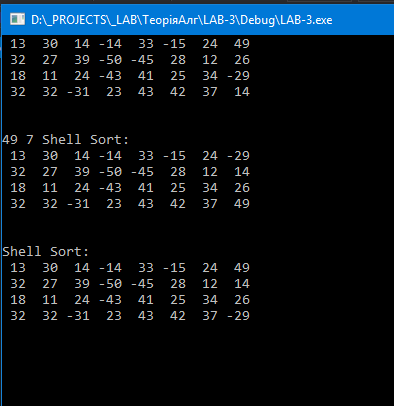 D:\_PROJECTS\_LAB\ТеоріяАлг\LAB-3\Debug\LAB-3.exe
13 30 14 -14 33 -15 24 49
32 27 39 -50 -45 28 12 26
18 11 24 -43 41 25 34 -29
32 32 -31 23 43 42 37 14
49 7 Shell Sort:
13 30 14 -14 33 -15 24 -29
32 27 39 -50 -45 28 12 14
18 11 24 -43 41 25 34 26
32 32 -31 23 43 42 37 49
Shell Sort:
13 30 14 -14 33 -15 24 49
32 27 39 -50 -45 28 12 14
18 11 24 -43 41 25 34 26
32 32 -31 23 43 42 37 -29